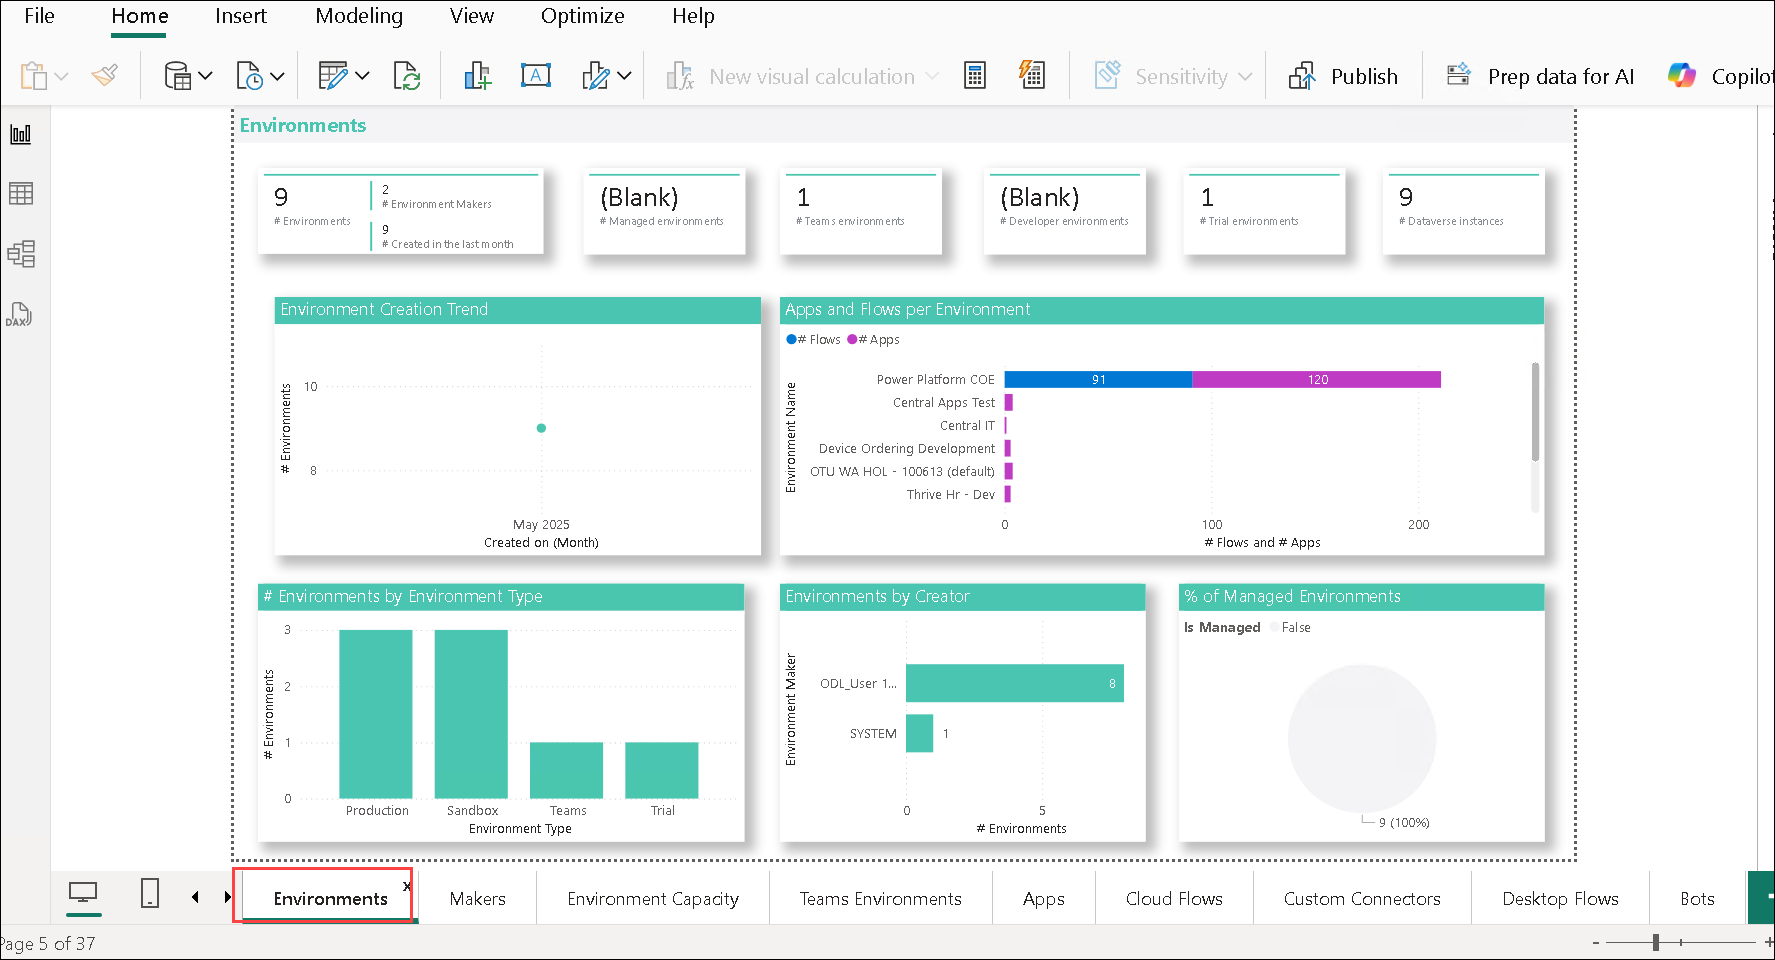 File Home Insert Modeling View Optimize Help
New visual calculation Sensitivity Publish Prep data for AI Copilot
Environments
9
# Environments
2
# Environment Makers
9
# Created in the last month
(Blank)
# Managed environments
1
# Teams environments
(Blank)
# Developer environments
1
# Trial environments
9
# Dataverse instances
DAX
Environment Creation Trend
# Environments
10
8
May 2025
Created on (Month)
Apps and Flows per Environment
# Flows # Apps
Environment Name
Power Platform COE 91 120
Central Apps Test
Central IT
Device Ordering Development
OTU WA HOL - 100613 (default)
Thrive Hr - Dev
0 100 200
# Flows and # Apps
# Environments by Environment Type
# Environments
3
2
1
0
Production Sandbox Teams Trial
Environment Type
Environments by Creator
Environment Maker
ODL_User 1... 8
SYSTEM 1
0 5
# Environments
% of Managed Environments
Is Managed False
9 (100%)
Environments x Makers Environment Capacity Teams Environments Apps Cloud Flows Custom Connectors Desktop Flows Bots
Page 5 of 37 - +